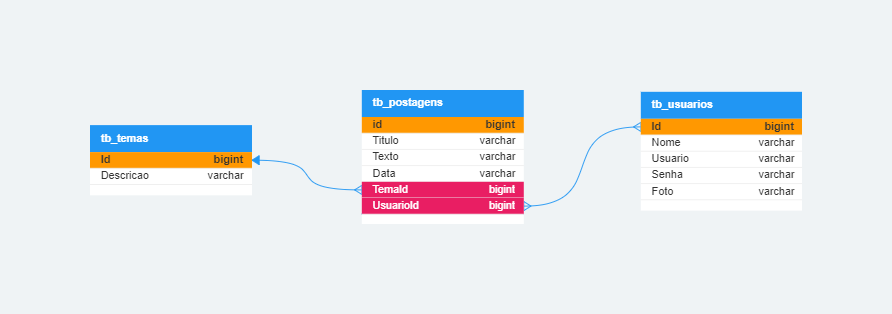 tb_temas
Id bigint
Descricao varchar
tb_postagens
id bigint
Titulo varchar
Texto varchar
Data varchar
TemaId bigint
UsuarioId bigint
tb_usuarios
Id bigint
Nome varchar
Usuario varchar
Senha varchar
Foto varchar